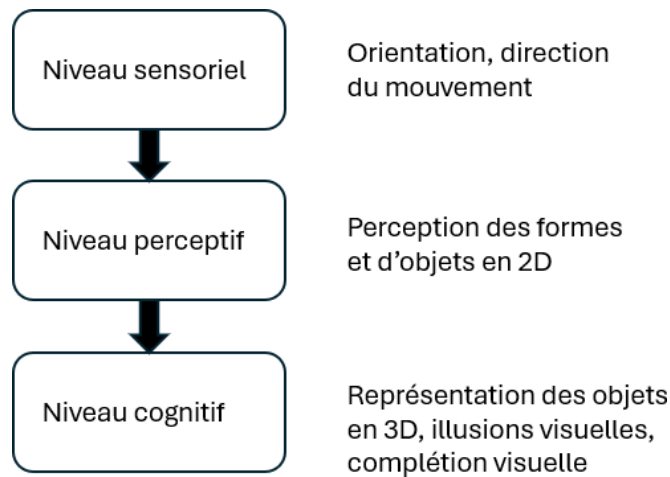 Niveau sensoriel
Orientation, direction
du mouvement
Niveau perceptif
Perception des formes
et d’objets en 2D
Niveau cognitif
Représentation des objets
en 3D, illusions visuelles,
complétion visuelle